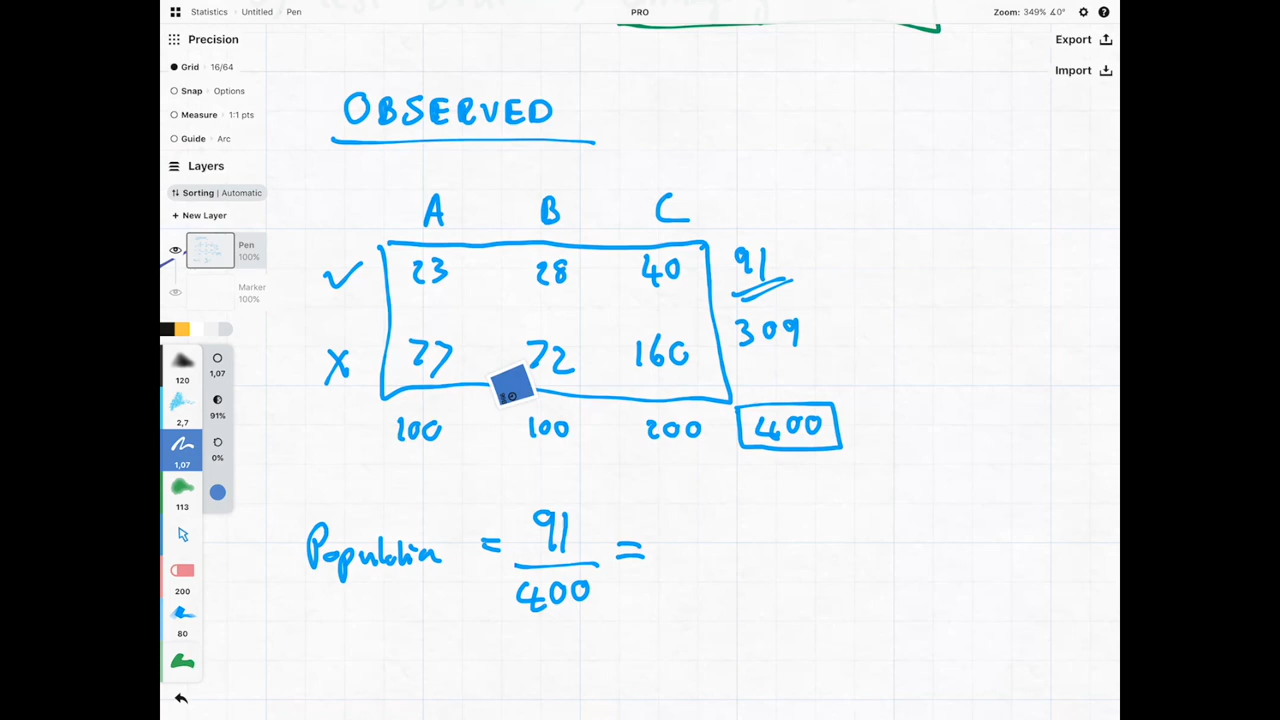 Statistics Untitled Pen
PRO
Zoom: 349% ∡0°
Precision
Grid 16/64
Snap Options
Measure 1:1 pts
Guide Arc
Layers
Sorting | Automatic
+ New Layer
Pen
100%
Marker
100%
Export
Import
120
1,07
2,7
91%
1,07
0%
113
200
80
OBSERVED
A B C
✓ 23 28 40 91
X 77 72 160 309
100 100 200 400
Population = 91/400 =